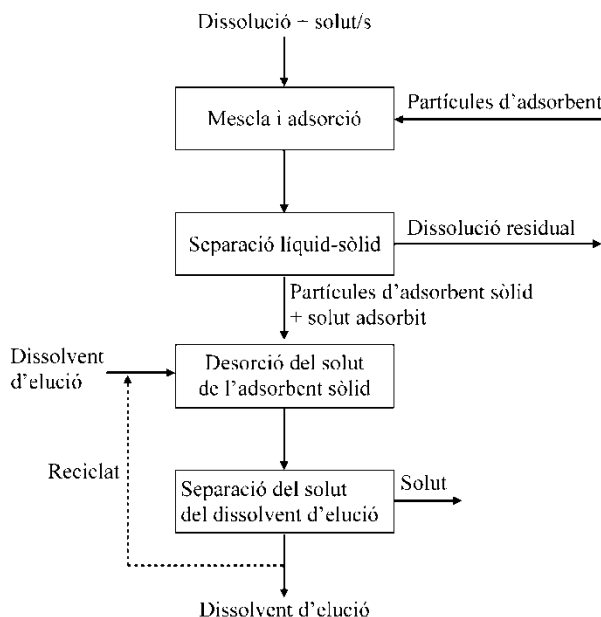 Dissolució – solut/s
Mescla i adsorció
Partícules d'adsorbent
Separació líquid-sòlid
Dissolució residual
Partícules d'adsorbent sòlid
+ solut adsorbit
Dissolvent
d'elució
Desorció del solut
de l'adsorbent sòlid
Reciclat
Separació del solut
del dissolvent d'elució
Solut
Dissolvent d'elució